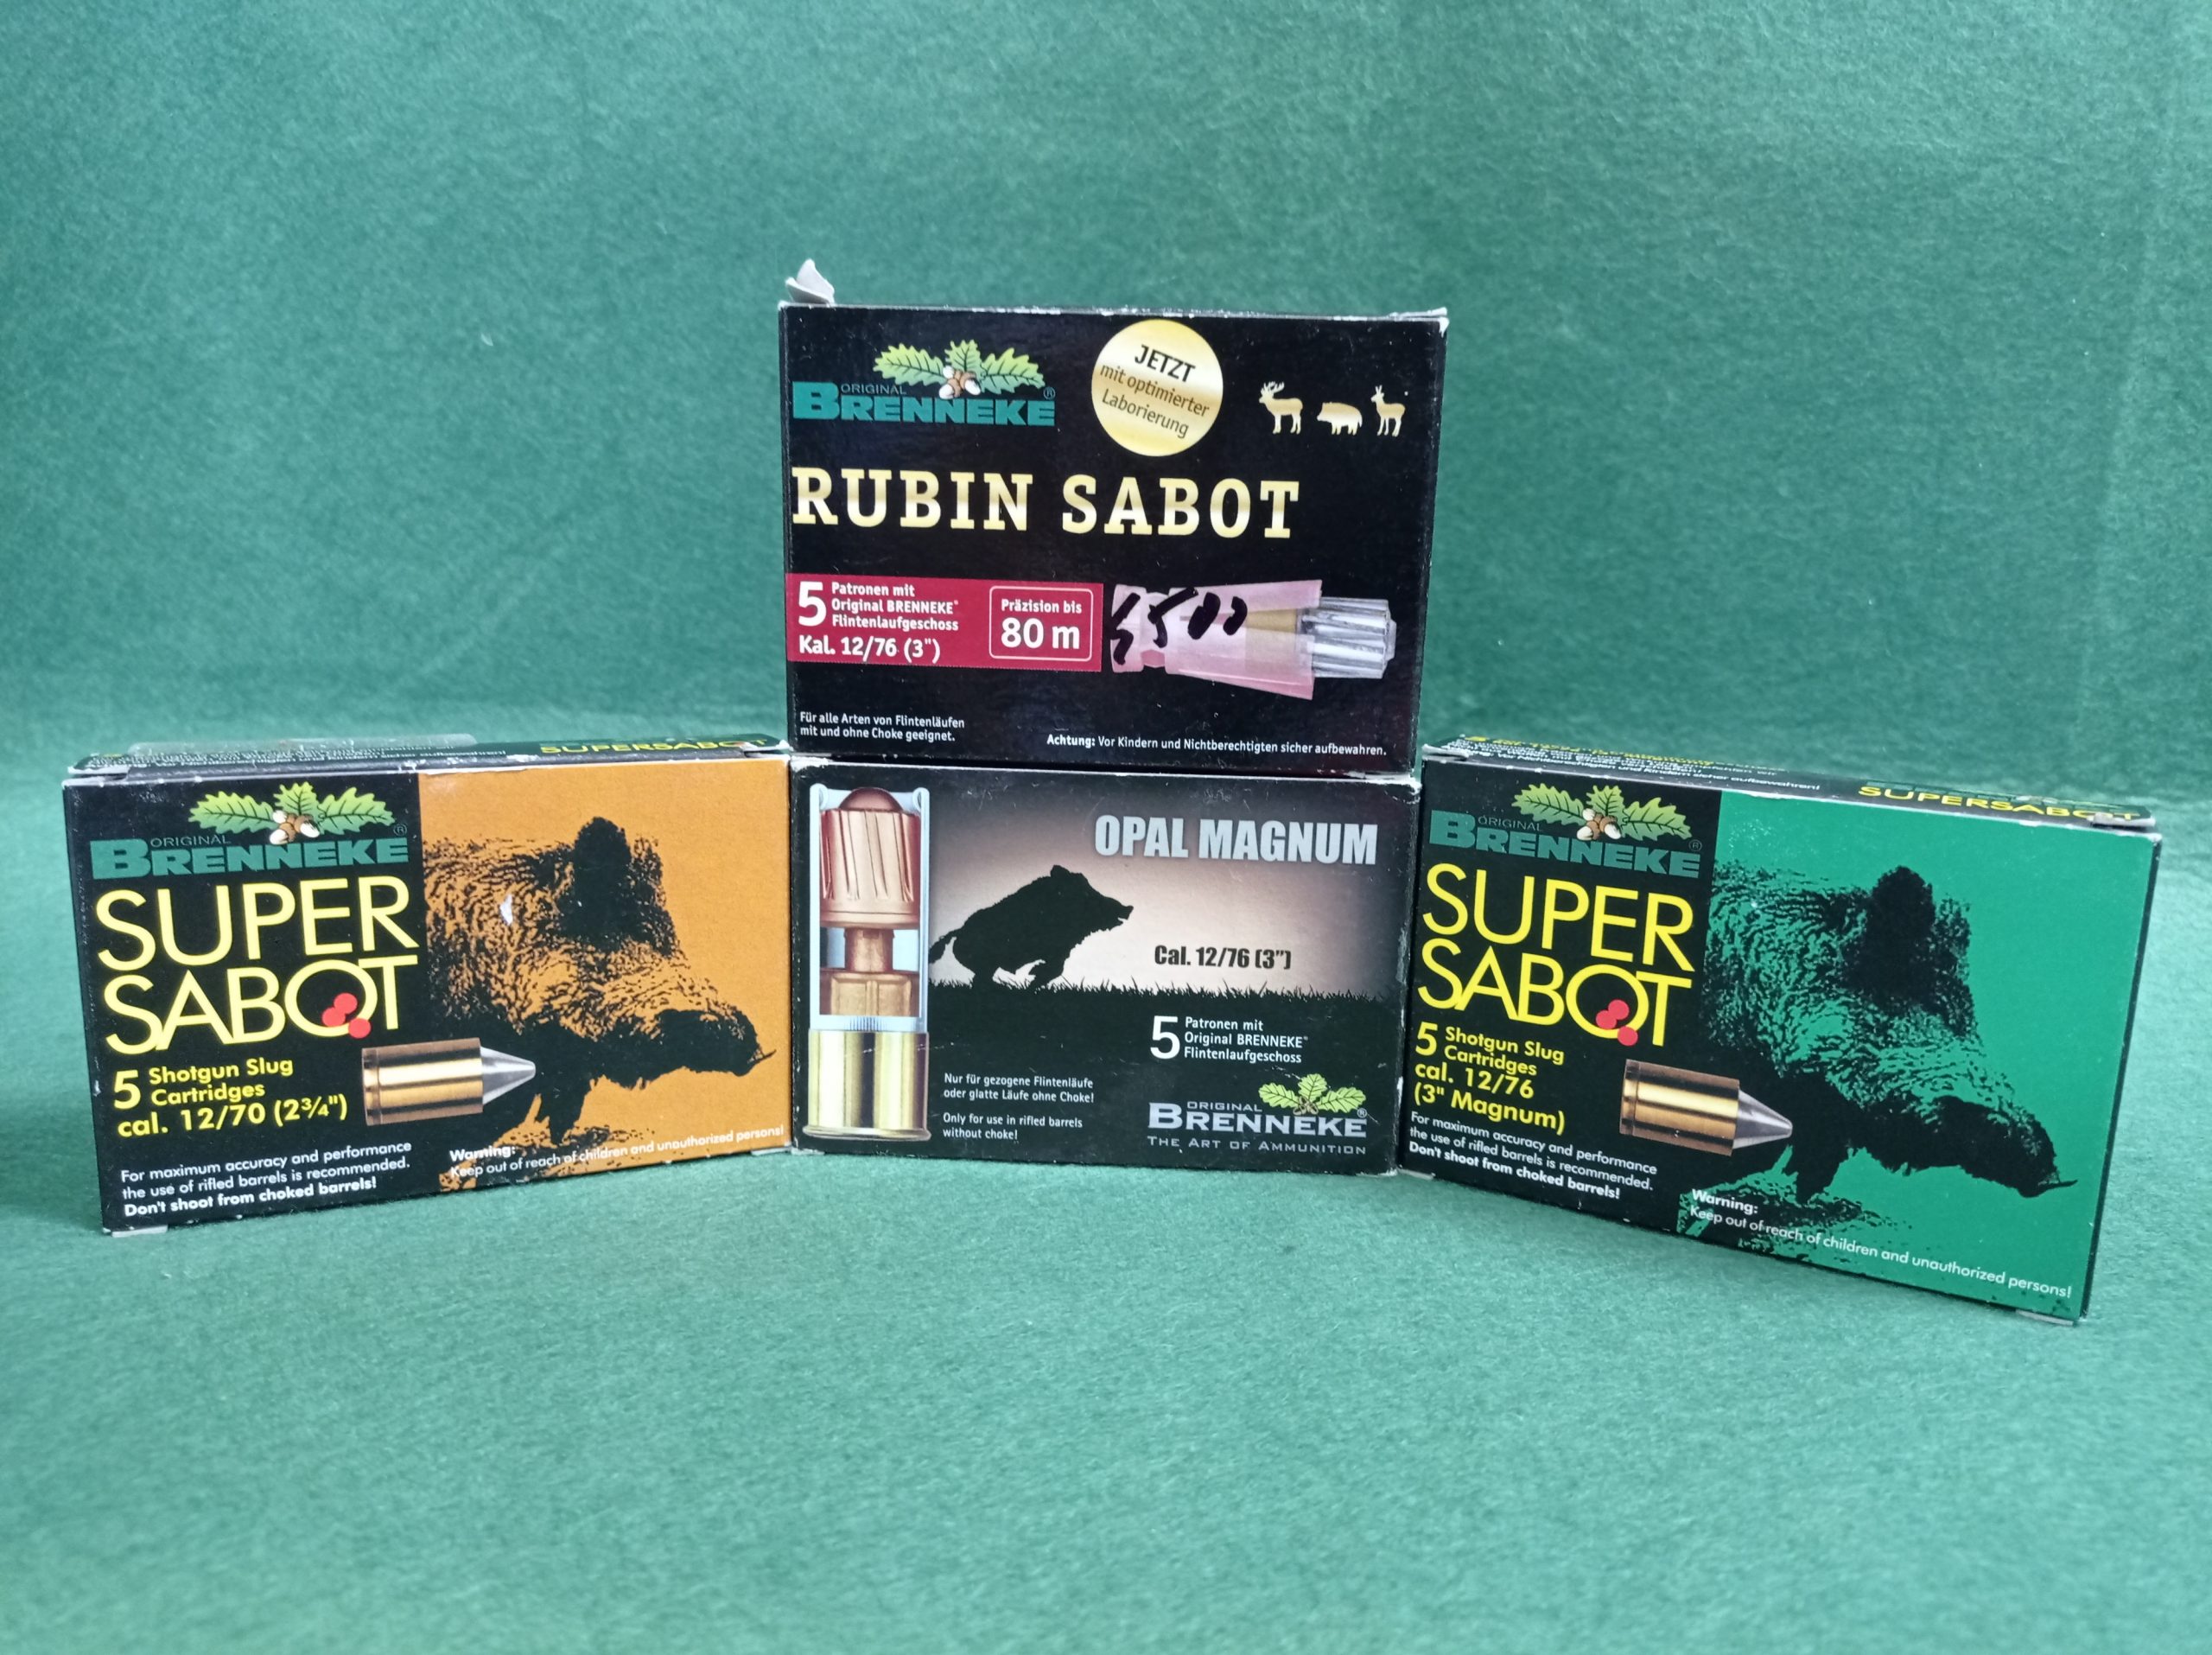 ORIGINAL
BRENNEKE®
JETZT
mit optimierter
Laborierung
RUBIN SABOT
5 Patronen mit
Original BRENNEKE®
Flintenlaufgeschoss
Kal. 12/76 (3")
Präzision bis
80 m
Für alle Arten von Flintenläufen
mit und ohne Choke geeignet.
Achtung: Vor Kindern und Nichtberechtigten sicher aufbewahren.
SUPERSABOT
ORIGINAL
BRENNEKE®
SUPER
SABOT
5 Shotgun Slug
Cartridges
cal. 12/70 (2¾")
For maximum accuracy and performance
the use of rifled barrels is recommended.
Don't shoot from choked barrels!
Warning:
Keep out of reach of children and unauthorized persons!
OPAL MAGNUM
Cal. 12/76 (3")
5 Patronen mit
Original BRENNEKE®
Flintenlaufgeschoss
Nur für gezogene Flintenläufe
oder glatte Läufe ohne Choke!
Only for use in rifled barrels
without choke!
ORIGINAL
BRENNEKE®
THE ART OF AMMUNITION
SUPERSABOT
ORIGINAL
BRENNEKE®
SUPER
SABOT
5 Shotgun Slug
Cartridges
cal. 12/76
(3" Magnum)
For maximum accuracy and performance
the use of rifled barrels is recommended.
Don't shoot from choked barrels!
Warning:
Keep out of reach of children and unauthorized persons!